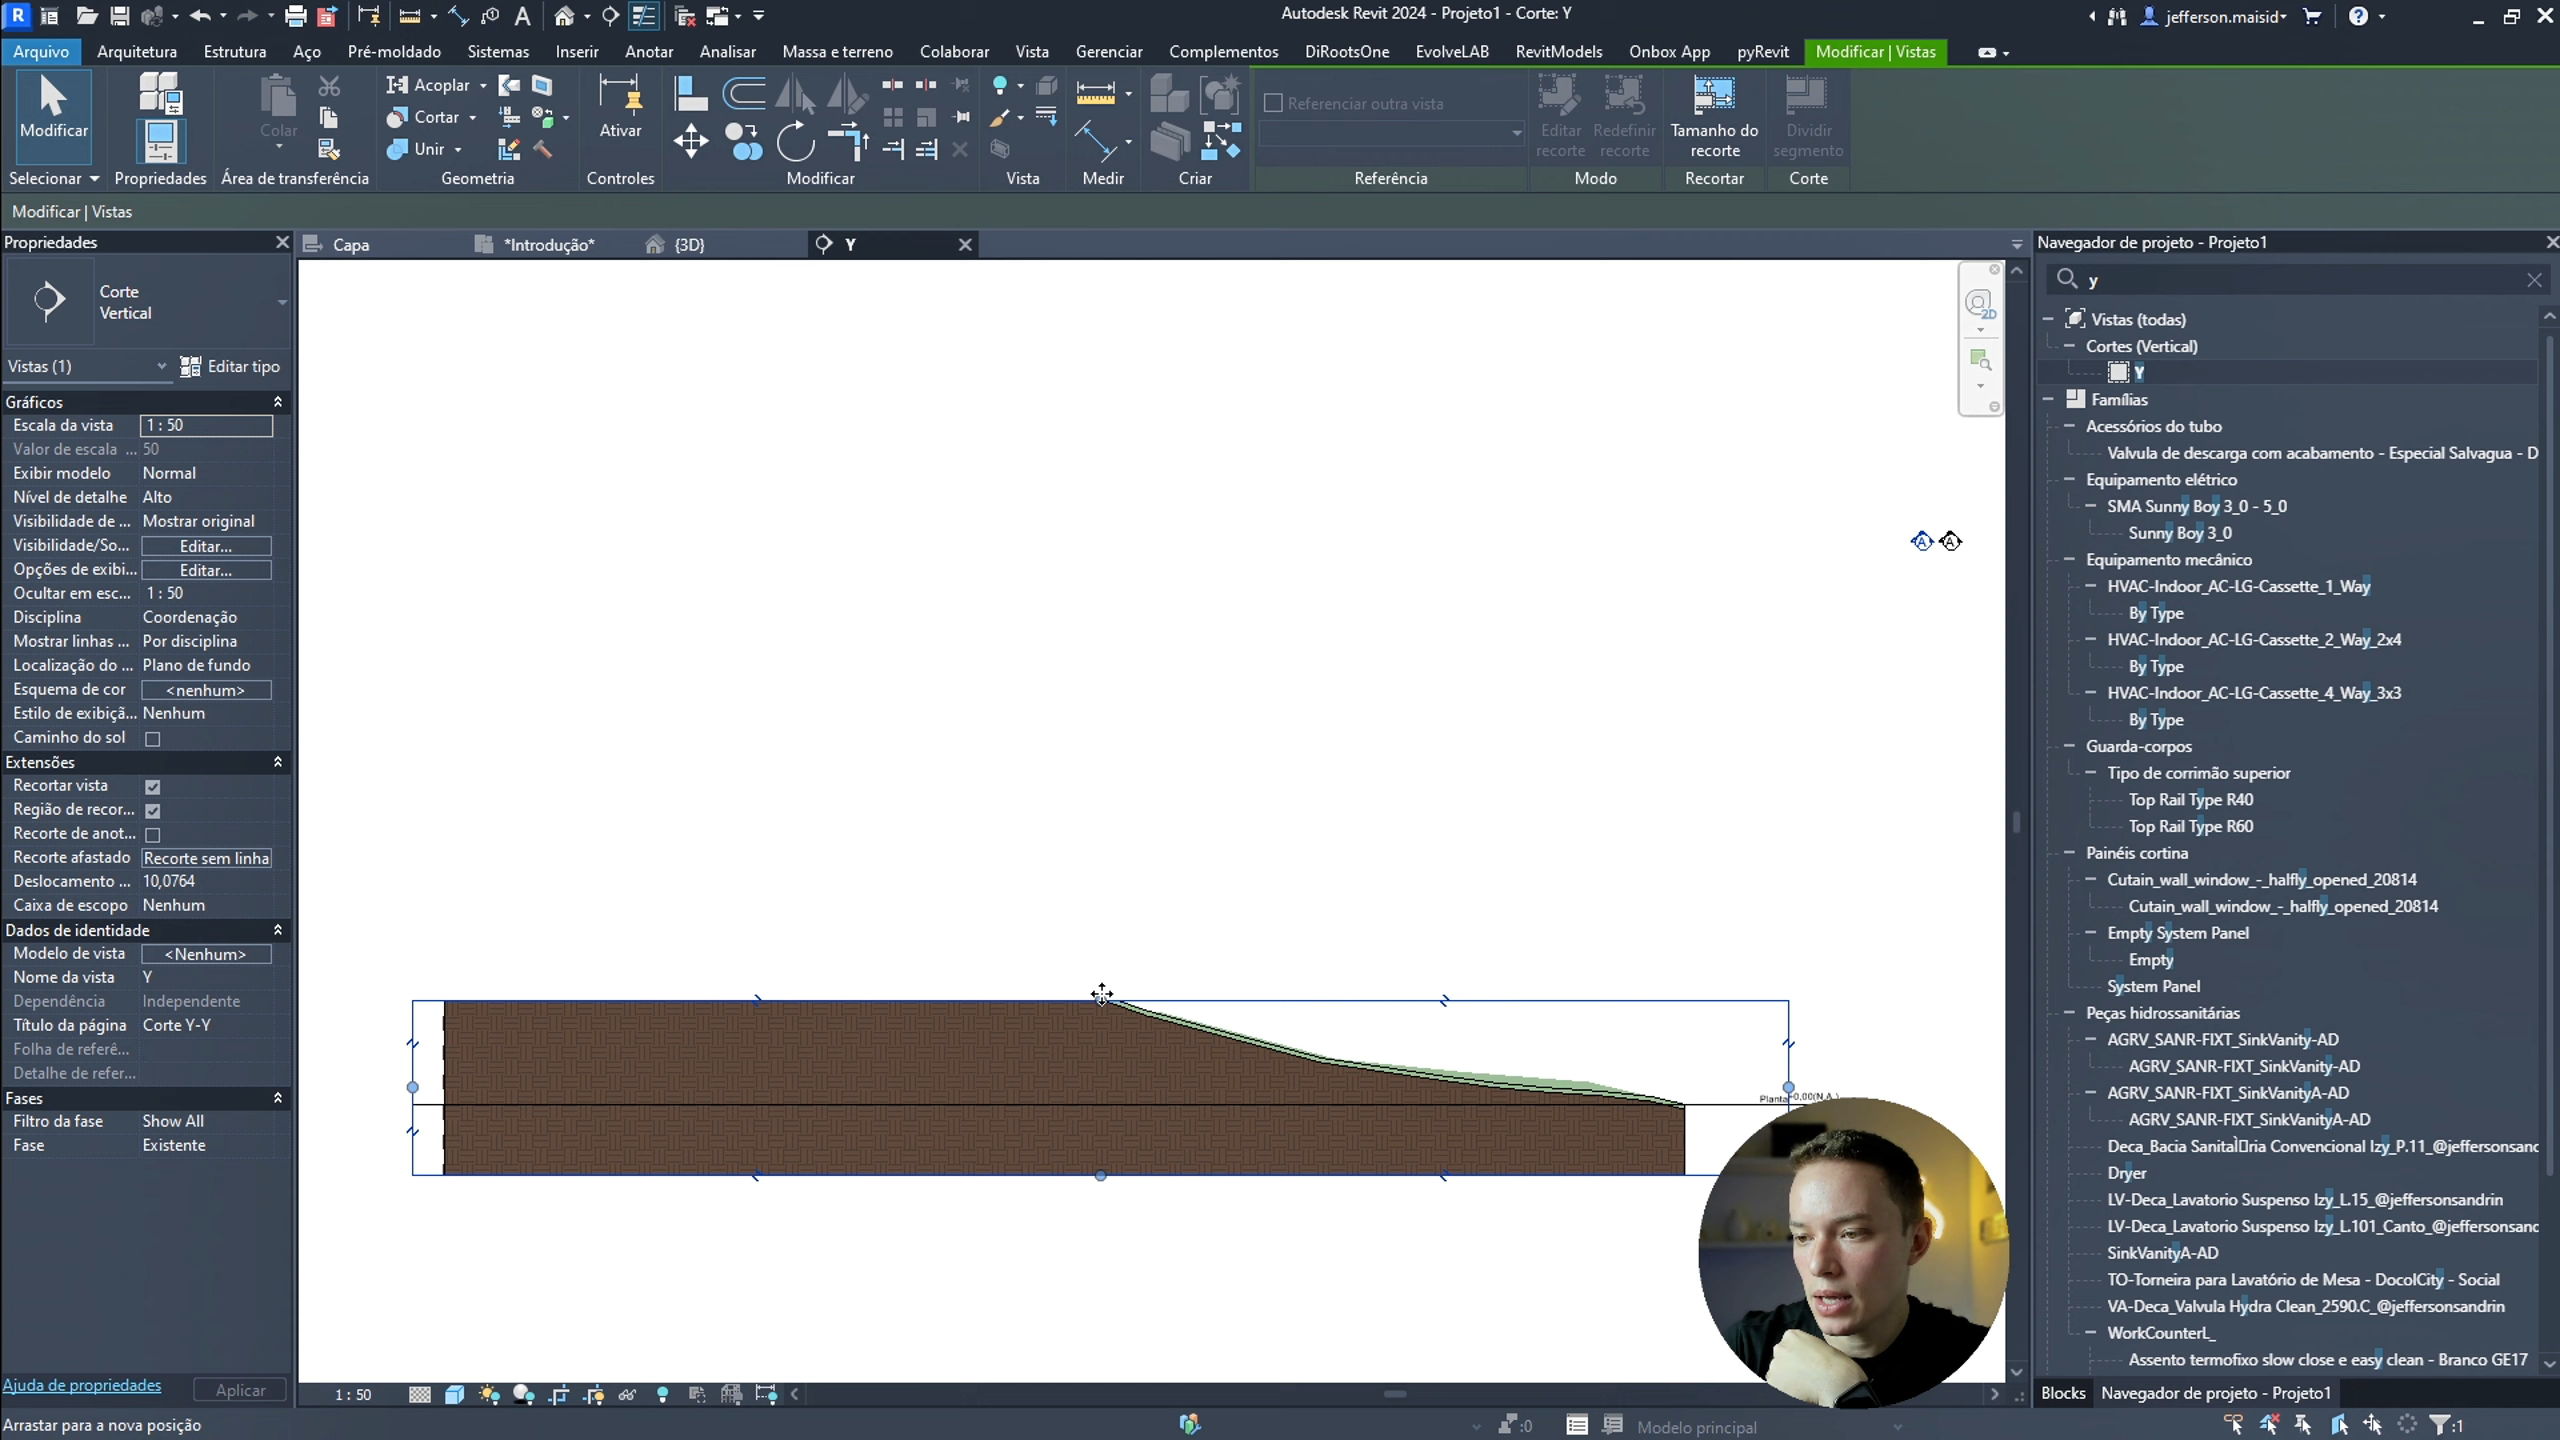 Autodesk Revit 2024 - Projeto1 - Corte: Y
jefferson.maisid
Arquivo Arquitetura Estrutura Aço Pré-moldado Sistemas Inserir Anotar Analisar Massa e terreno Colaborar Vista Gerenciar Complementos DiRootsOne EvolveLAB RevitModels Onbox App pyRevit Modificar | Vistas
Modificar
Colar
Acoplar
Cortar
Unir
Ativar
Referenciar outra vista
Editar recorte
Redefinir recorte
Tamanho do recorte
Dividir segmento
Selecionar Propriedades Área de transferência Geometria Controles Modificar Vista Medir Criar Referência Modo Recortar Corte
Modificar | Vistas
Propriedades
Capa
*Introdução*
{3D}
Y
Corte
Vertical
Vistas (1)
Editar tipo
Gráficos
Escala da vista 1 : 50
Valor de escala ... 50
Exibir modelo Normal
Nível de detalhe Alto
Visibilidade de ... Mostrar original
Visibilidade/So... Editar...
Opções de exibi... Editar...
Ocultar em esc... 1 : 50
Disciplina Coordenação
Mostrar linhas ... Por disciplina
Localização do ... Plano de fundo
Esquema de cor <nenhum>
Estilo de exibiçã... Nenhum
Caminho do sol
Extensões
Recortar vista
Região de recor...
Recorte de anot...
Recorte afastado Recorte sem linha
Deslocamento ... 10,0764
Caixa de escopo Nenhum
Dados de identidade
Modelo de vista <Nenhum>
Nome da vista Y
Dependência Independente
Título da página Corte Y-Y
Folha de referê...
Detalhe de refer...
Fases
Filtro da fase Show All
Fase Existente
Ajuda de propriedades
Aplicar
2D
A A
Planta
1 : 50
Navegador de projeto - Projeto1
y
Vistas (todas)
Cortes (Vertical)
Y
Famílias
Acessórios do tubo
Valvula de descarga com acabamento - Especial Salvagua - D
Equipamento elétrico
SMA Sunny Boy 3_0 - 5_0
Sunny Boy 3_0
Equipamento mecânico
HVAC-Indoor_AC-LG-Cassette_1_Way
By Type
HVAC-Indoor_AC-LG-Cassette_2_Way_2x4
By Type
HVAC-Indoor_AC-LG-Cassette_4_Way_3x3
By Type
Guarda-corpos
Tipo de corrimão superior
Top Rail Type R40
Top Rail Type R60
Painéis cortina
Cutain_wall_window_-_halfly_opened_20814
Cutain_wall_window_-_halfly_opened_20814
Empty System Panel
Empty
System Panel
Peças hidrossanitárias
AGRV_SANR-FIXT_SinkVanity-AD
AGRV_SANR-FIXT_SinkVanity-AD
AGRV_SANR-FIXT_SinkVanityA-AD
AGRV_SANR-FIXT_SinkVanityA-AD
Dryer
LV-Deca_Lavatorio Suspenso Izy_L.15_@jeffersonsandrin
LV-Deca_Lavatorio Suspenso Izy_L.101_Canto_@jeffersonsand
SinkVanityA-AD
TO-Torneira para Lavatório de Mesa - DocolCity - Social
VA-Deca_Valvula Hydra Clean_2590.C_@jeffersonsandrin
WorkCounterL_
Assento termofixo slow close e easy clean - Branco GE17
Blocks
Navegador de projeto - Projeto1
Arrastar para a nova posição
:0
Modelo principal
:1